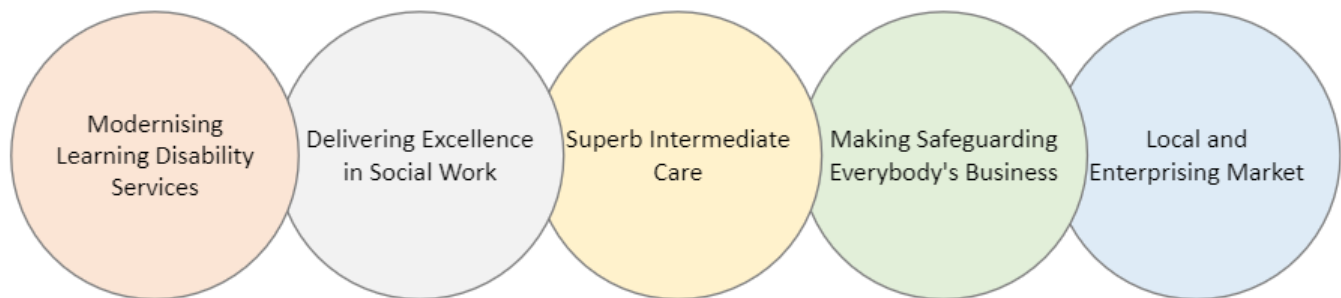 Modernising
Learning Disability
Services
Delivering Excellence
in Social Work
Superb Intermediate
Care
Making Safeguarding
Everybody's Business
Local and
Enterprising Market